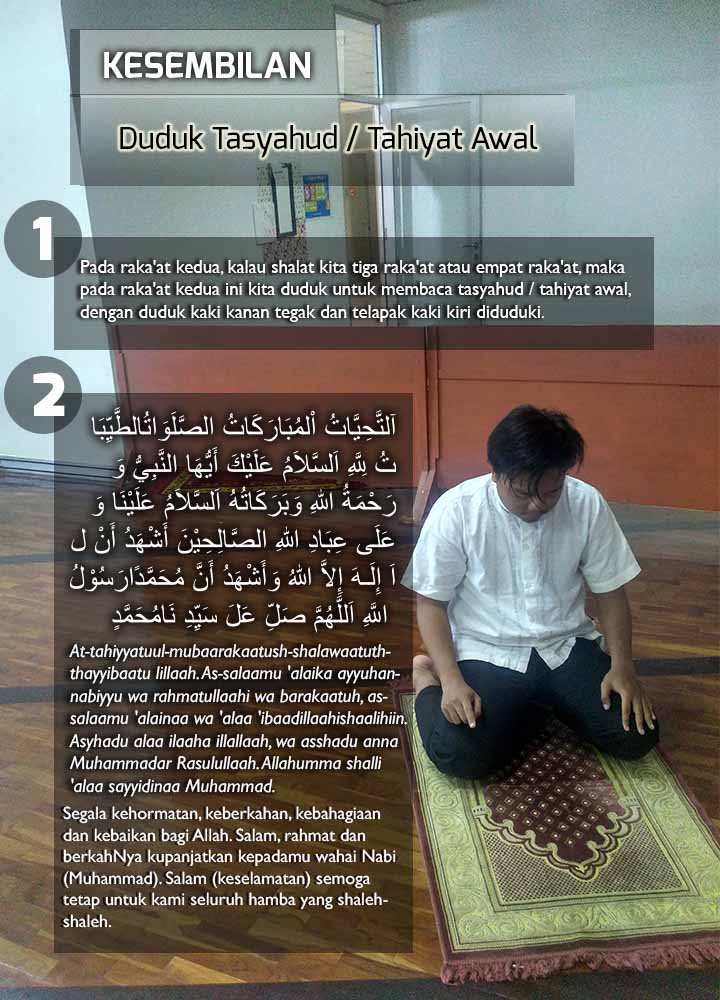 KESEMBILAN
Duduk Tasyahud / Tahiyat Awal
1
Pada raka'at kedua, kalau shalat kita tiga raka'at atau empat raka'at, maka
pada raka'at kedua ini kita duduk untuk membaca tasyahud / tahiyat awal,
dengan duduk kaki kanan tegak dan telapak kaki kiri diduduki.
2
اَلتَّحِيَّاتُ اْلمُبَارَكَاتُ الصَّلَوَاتُالطَّيِّبَا
تُ لِلَّهِ اَلسَّلاَمُ عَلَيْكَ أَيُّهَا النَّبِيُّ وَ
رَحْمَةُ اللهِ وَبَرَكَاتُهُ اَلسَّلاَمُ عَلَيْنَا وَ
عَلَى عِبَادِ اللهِ الصَّالِحِيْنَ أَشْهَدُ أَنْ ل
اَ إِلَـهَ إِلاَّ اللهُ وَأَشْهَدُ أَنَّ مُحَمَّدًارَسُوْلُ
اللَّهِ اَللَّهُمَّ صَلِّ عَلَ سَيِّدِ نَامُحَمَّدٍ
At-tahiyyatuul-mubaarakaatush-shalawaatuth-
thayyibaatu lillaah. As-salaamu 'alaika ayyuhan-
nabiyyu wa rahmatullaahi wa barakaatuh, as-
salaamu 'alainaa wa 'alaa 'ibaadillaahishaalihiin.
Asyhadu alaa ilaaha illallaah, wa asshadu anna
Muhammadar Rasulullaah. Allahumma shalli
'alaa sayyidinaa Muhammad.
Segala kehormatan, keberkahan, kebahagiaan
dan kebaikan bagi Allah. Salam, rahmat dan
berkahNya kupanjatkan kepadamu wahai Nabi
(Muhammad). Salam (keselamatan) semoga
tetap untuk kami seluruh hamba yang shaleh-
shaleh.